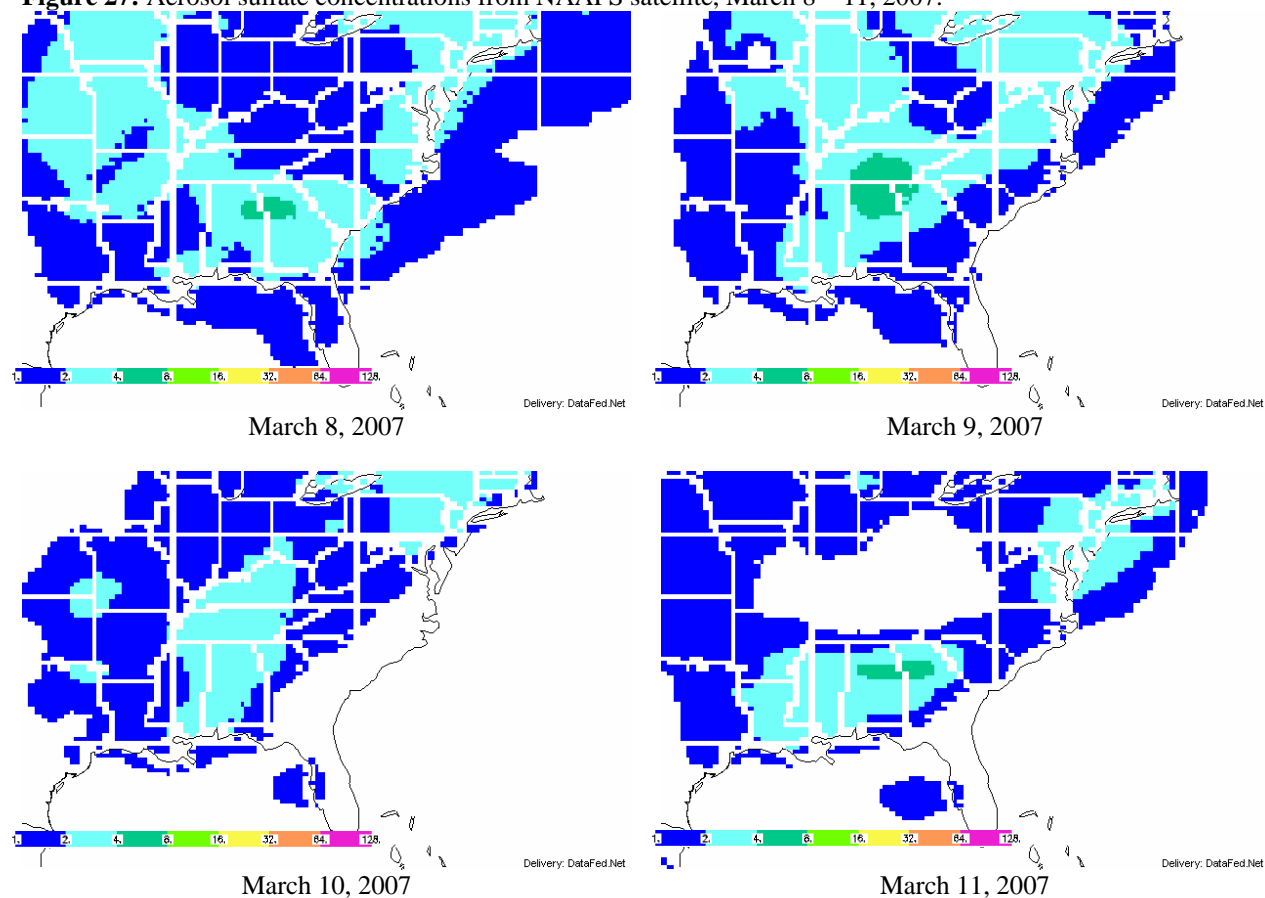 Figure 27: Aerosol sulfate concentrations from NAAPS satellite, March 8 – 11, 2007.
1. 2. 4. 8. 16. 32. 64. 128.
Delivery: DataFed.Net
March 8, 2007
1. 2. 4. 8. 16. 32. 64. 128.
Delivery: DataFed.Net
March 9, 2007
1. 2. 4. 8. 16. 32. 64. 128.
Delivery: DataFed.Net
March 10, 2007
1. 2. 4. 8. 16. 32. 64. 128.
Delivery: DataFed.Net
March 11, 2007